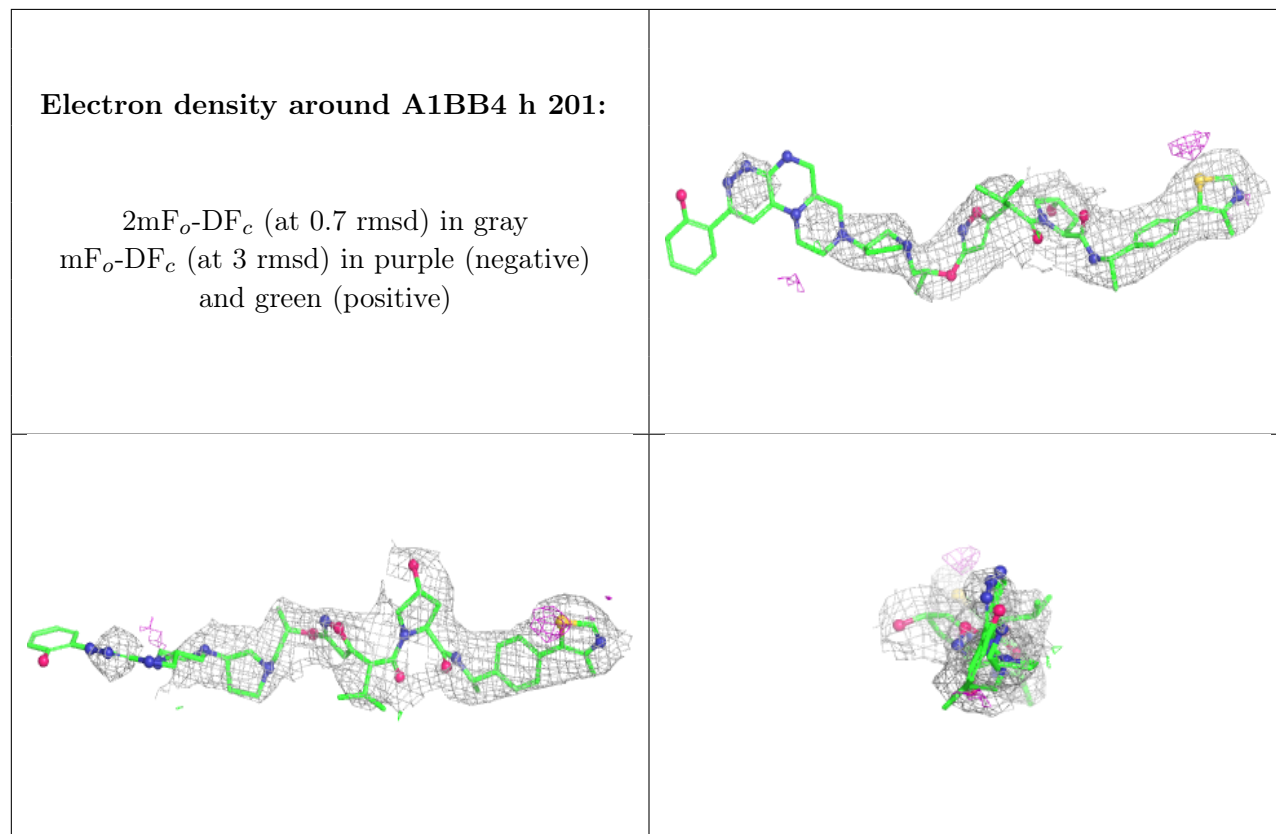 Electron density around A1BB4 h 201:
2mFo-DFc (at 0.7 rmsd) in gray
mFo-DFc (at 3 rmsd) in purple (negative)
and green (positive)